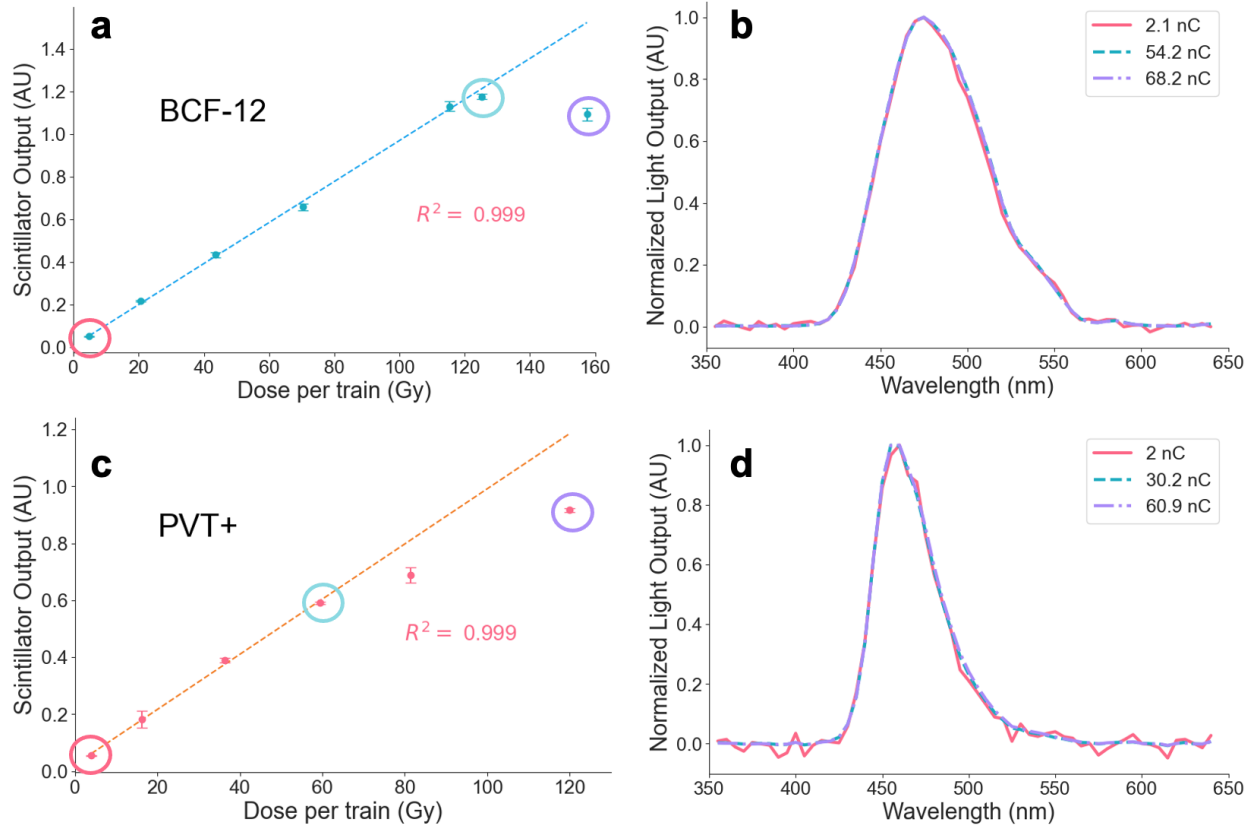 a
BCF-12
R² = 0.999
Scintillator Output (AU)
1.4
1.2
1.0
0.8
0.6
0.4
0.2
0.0
0 20 40 60 80 100 120 140 160
Dose per train (Gy)
b
2.1 nC
54.2 nC
68.2 nC
Normalized Light Output (AU)
1.0
0.8
0.6
0.4
0.2
0.0
350 400 450 500 550 600 650
Wavelength (nm)
c
PVT+
R² = 0.999
Scintillator Output (AU)
1.2
1.0
0.8
0.6
0.4
0.2
0.0
0 20 40 60 80 100 120
Dose per train (Gy)
d
2 nC
30.2 nC
60.9 nC
Normalized Light Output (AU)
1.0
0.8
0.6
0.4
0.2
0.0
350 400 450 500 550 600 650
Wavelength (nm)